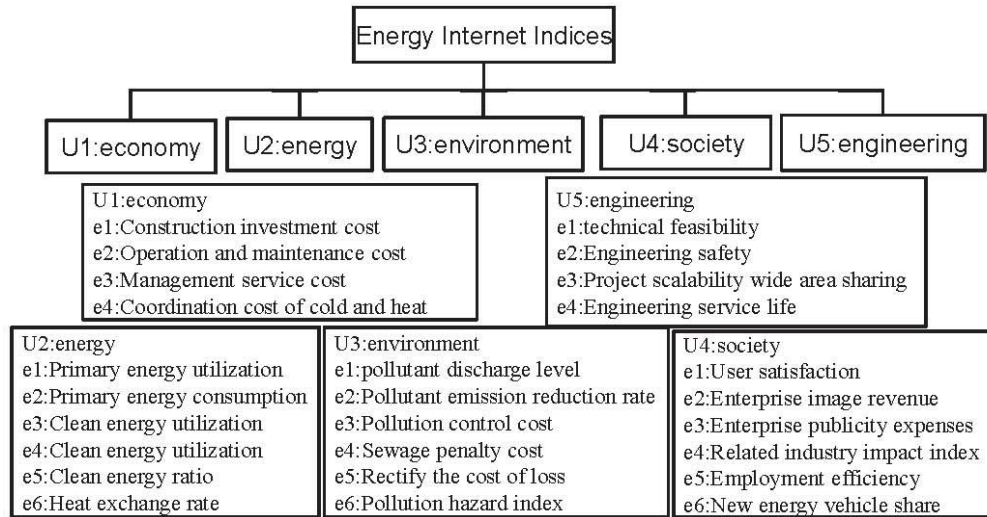 Energy Internet Indices
U1:economy
U2:energy
U3:environment
U4:society
U5:engineering
U1:economy
e1:Construction investment cost
e2:Operation and maintenance cost
e3:Management service cost
e4:Coordination cost of cold and heat
U5:engineering
e1:technical feasibility
e2:Engineering safety
e3:Project scalability wide area sharing
e4:Engineering service life
U2:energy
e1:Primary energy utilization
e2:Primary energy consumption
e3:Clean energy utilization
e4:Clean energy utilization
e5:Clean energy ratio
e6:Heat exchange rate
U3:environment
e1:pollutant discharge level
e2:Pollutant emission reduction rate
e3:Pollution control cost
e4:Sewage penalty cost
e5:Rectify the cost of loss
e6:Pollution hazard index
U4:society
e1:User satisfaction
e2:Enterprise image revenue
e3:Enterprise publicity expenses
e4:Related industry impact index
e5:Employment efficiency
e6:New energy vehicle share